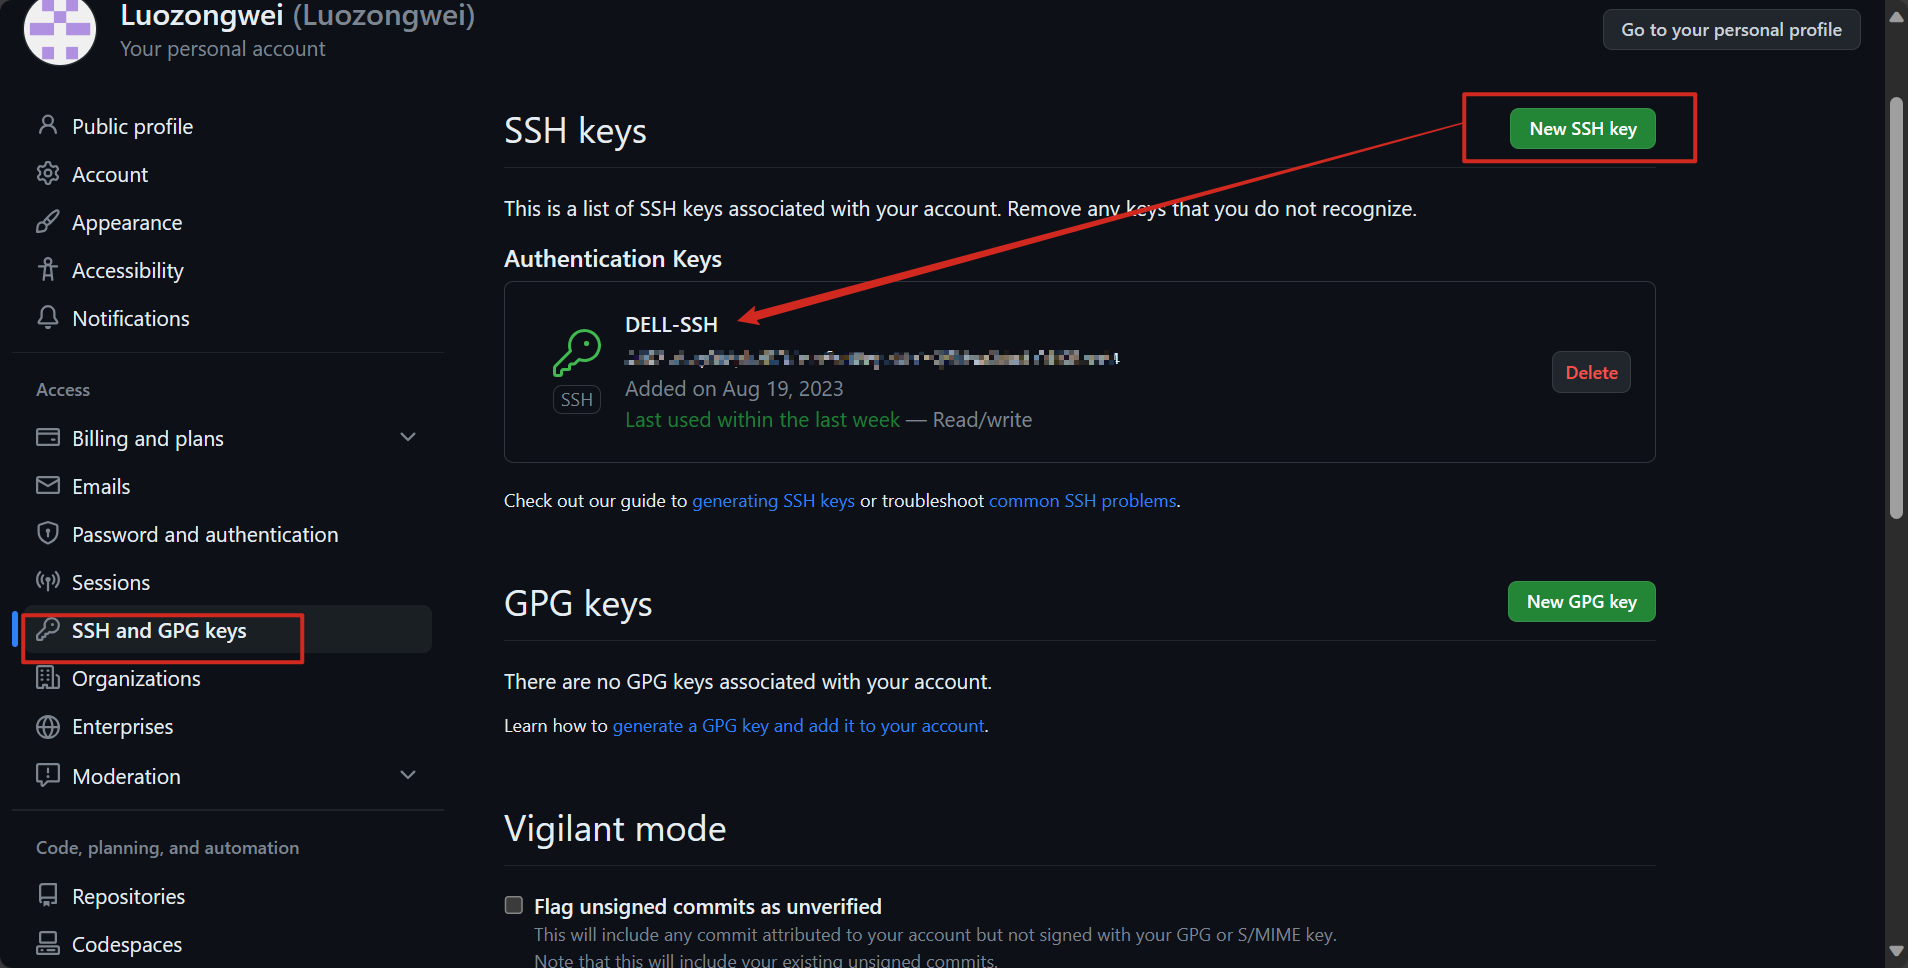 Luozongwei (Luozongwei)
Your personal account
Go to your personal profile
Public profile
Account
Appearance
Accessibility
Notifications
Access
Billing and plans
Emails
Password and authentication
Sessions
SSH and GPG keys
Organizations
Enterprises
Moderation
Code, planning, and automation
Repositories
Codespaces
SSH keys
New SSH key
This is a list of SSH keys associated with your account. Remove any keys that you do not recognize.
Authentication Keys
DELL-SSH
SSH
Added on Aug 19, 2023
Last used within the last week — Read/write
Delete
Check out our guide to generating SSH keys or troubleshoot common SSH problems.
GPG keys
New GPG key
There are no GPG keys associated with your account.
Learn how to generate a GPG key and add it to your account.
Vigilant mode
Flag unsigned commits as unverified
This will include any commit attributed to your account but not signed with your GPG or S/MIME key.
Note that this will include your existing unsigned commits.